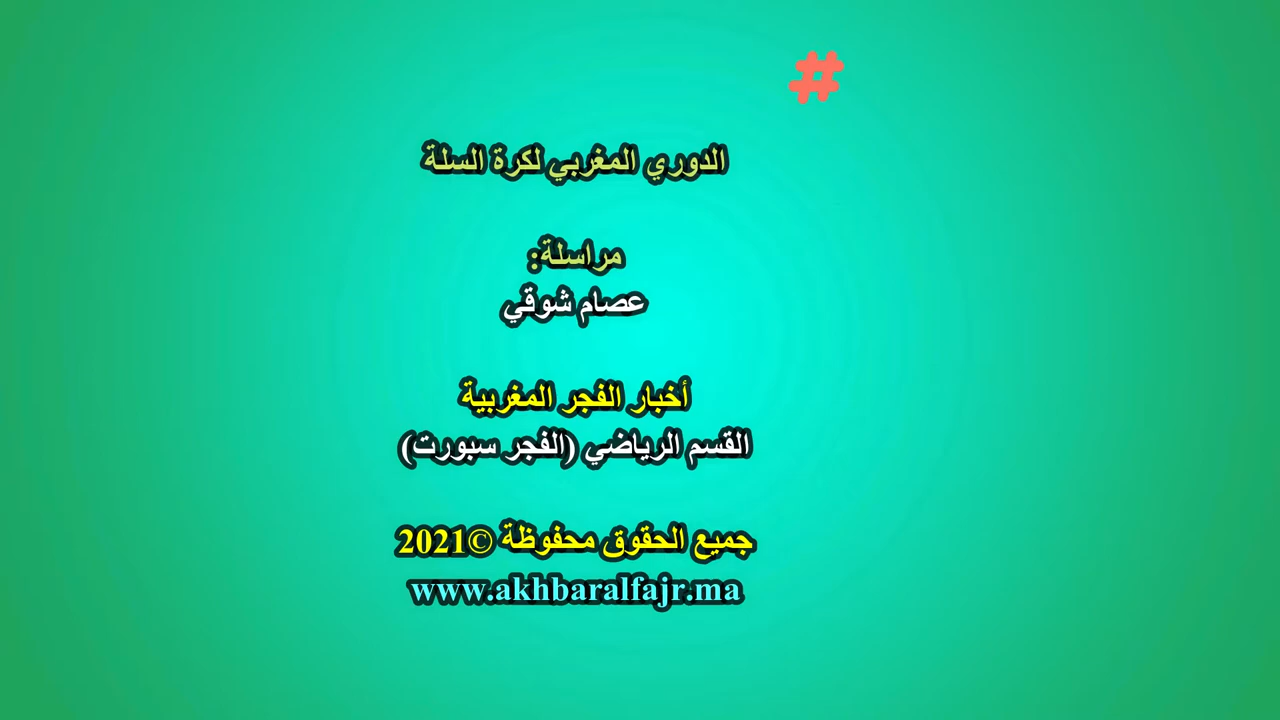 #
الدوري المغربي لكرة السلة
مراسلة:
عصام شوقي
أخبار الفجر المغربية
القسم الرياضي (الفجر سبورت)
جميع الحقوق محفوظة ©2021
www.akhbaralfajr.ma